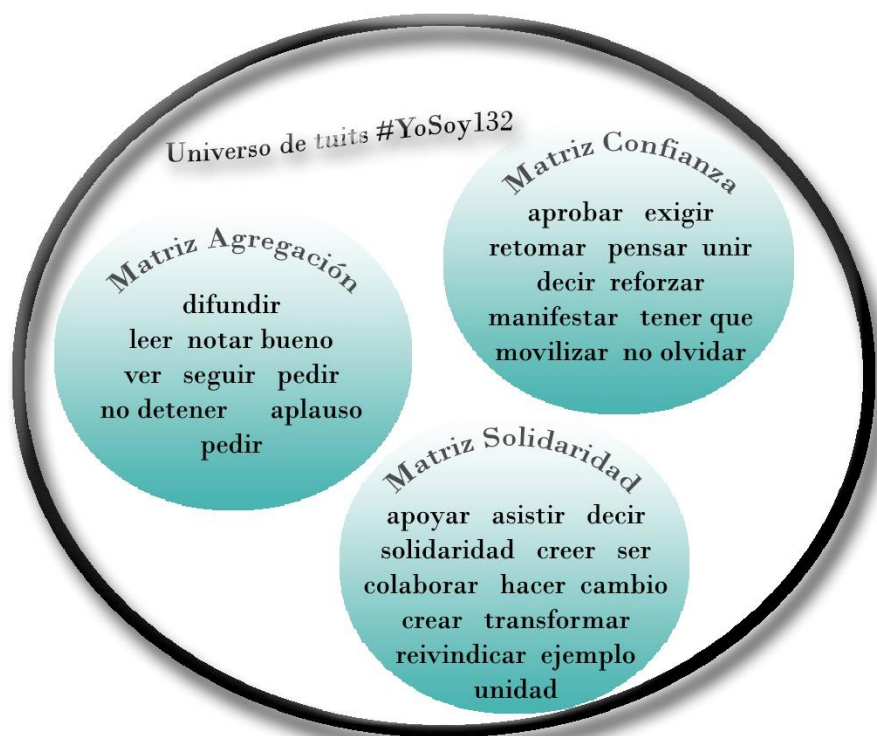 Universo de tuits #YoSoy132
Matriz Confianza
aprobar exigir
retomar pensar unir
decir reforzar
manifestar tener que
movilizar no olvidar
Matriz Agregación
difundir
leer notar bueno
ver seguir pedir
no detener aplauso
pedir
Matriz Solidaridad
apoyar asistir decir
solidaridad creer ser
colaborar hacer cambio
crear transformar
reivindicar ejemplo
unidad